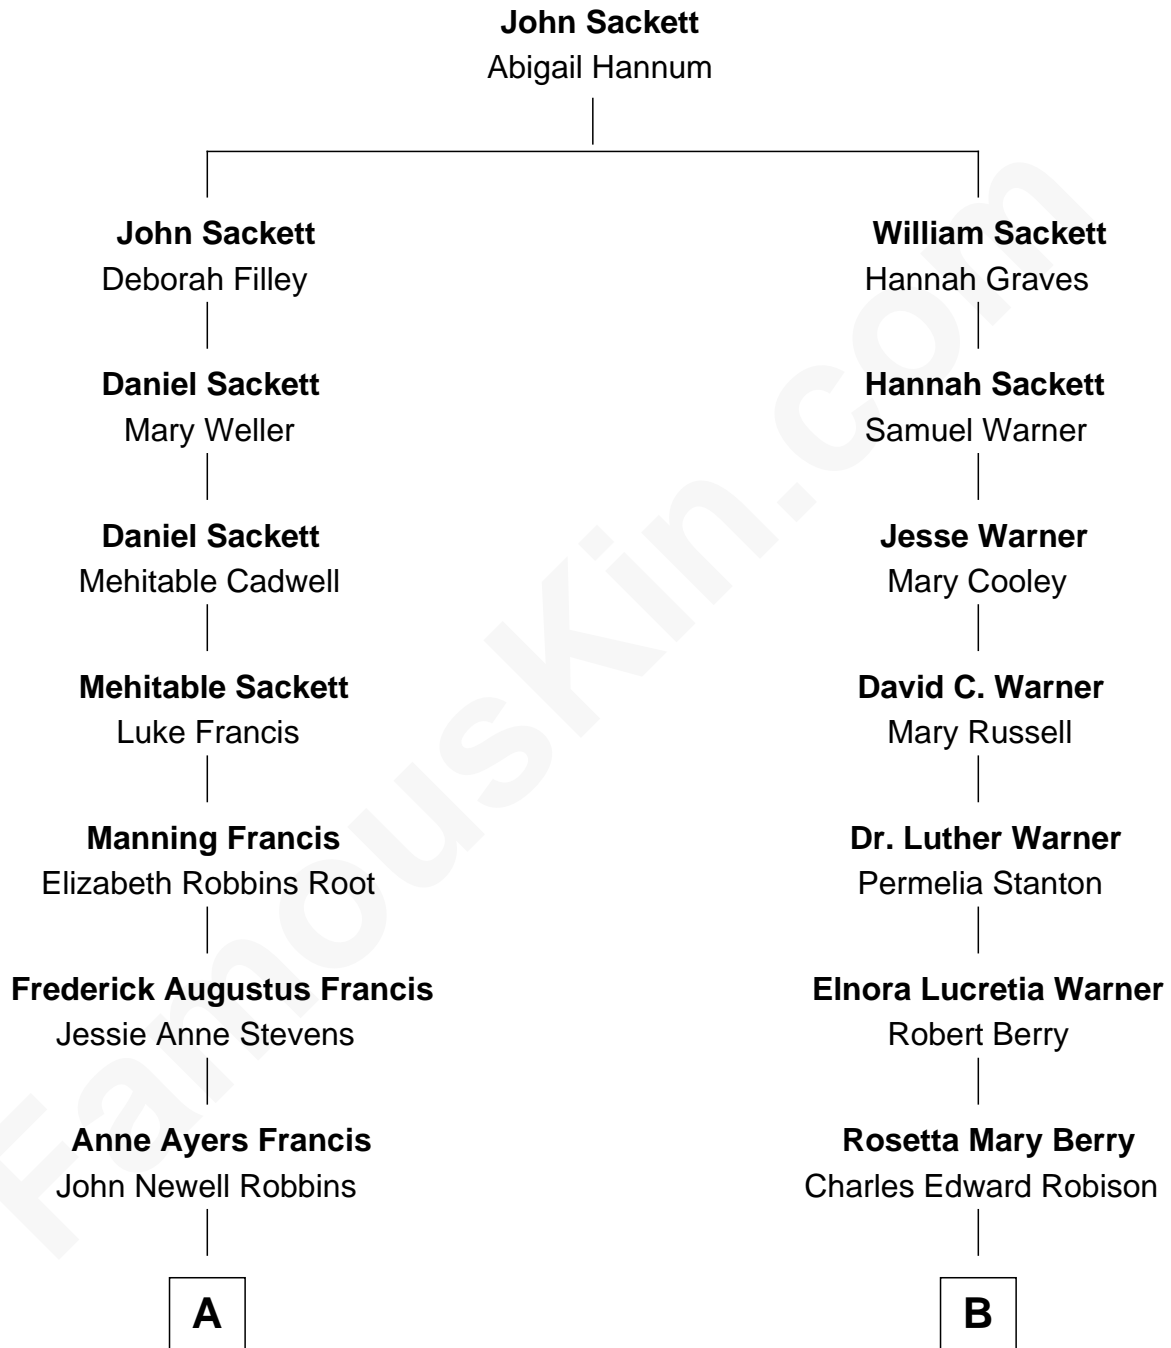 John Sackett
Abigail Hannum
John Sackett
Deborah Filley
William Sackett
Hannah Graves
Daniel Sackett
Mary Weller
Hannah Sackett
Samuel Warner
Daniel Sackett
Mehitable Cadwell
Jesse Warner
Mary Cooley
Mehitable Sackett
Luke Francis
David C. Warner
Mary Russell
Manning Francis
Elizabeth Robbins Root
Dr. Luther Warner
Permelia Stanton
Frederick Augustus Francis
Jessie Anne Stevens
Elnora Lucretia Warner
Robert Berry
Anne Ayers Francis
John Newell Robbins
Rosetta Mary Berry
Charles Edward Robison
A
B
FamousKin.com